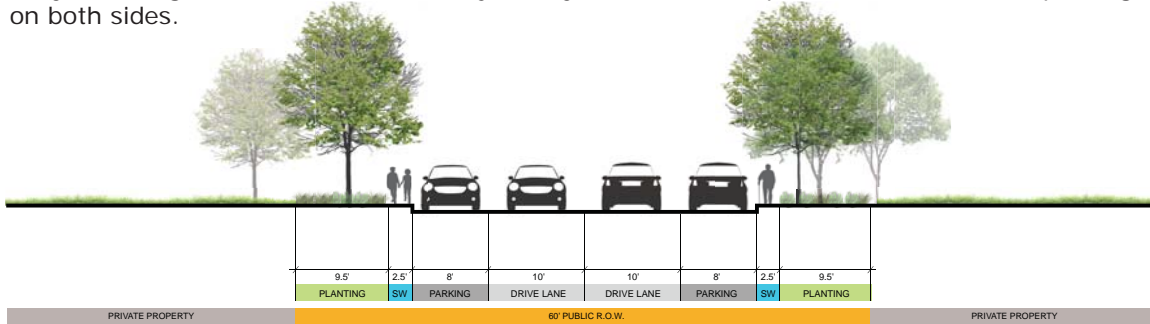 on both sides.
9.5' 2.5' 8' 10' 10' 8' 2.5' 9.5'
PLANTING SW PARKING DRIVE LANE DRIVE LANE PARKING SW PLANTING
PRIVATE PROPERTY 60' PUBLIC R.O.W. PRIVATE PROPERTY